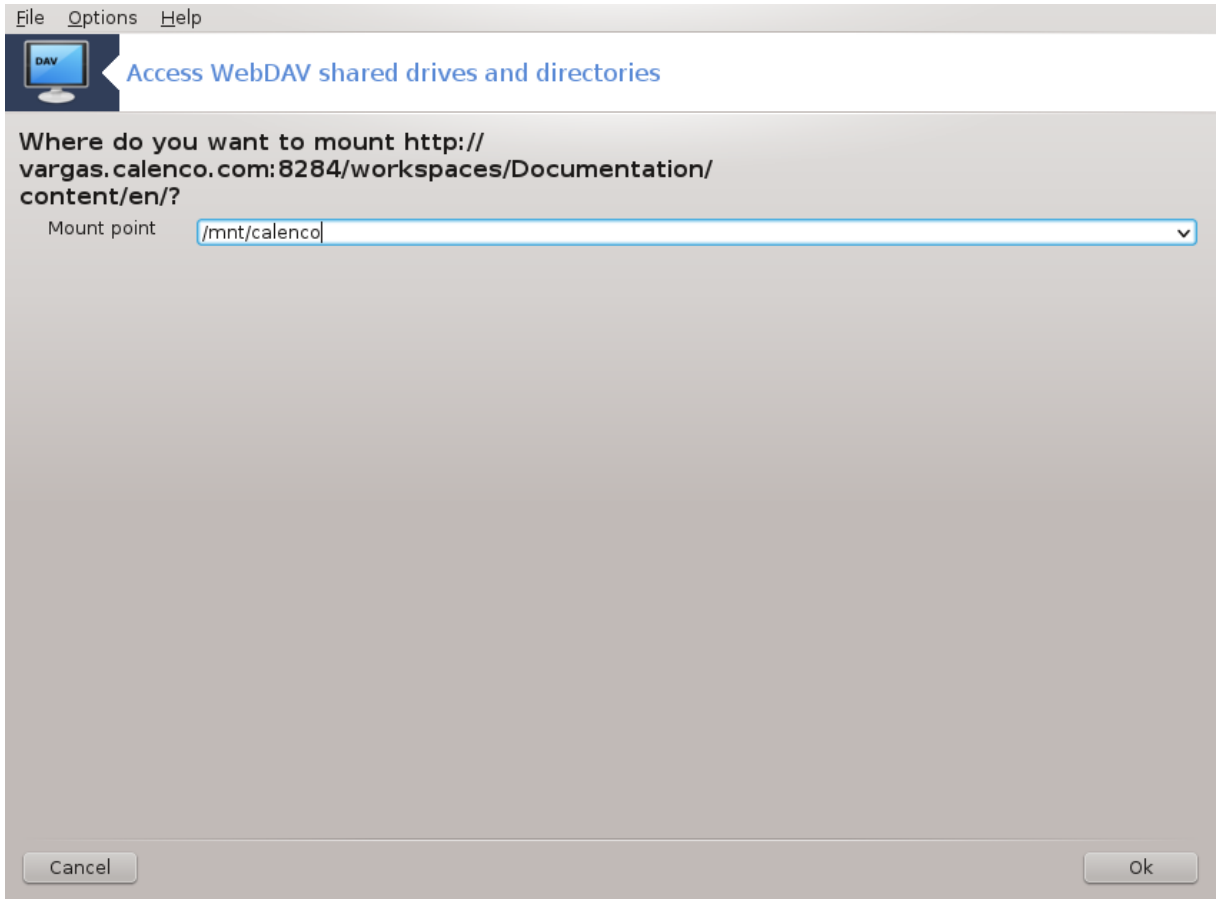 File Options Help
DAV
Access WebDAV shared drives and directories
Where do you want to mount http://
vargas.calenco.com:8284/workspaces/Documentation/
content/en/?
Mount point /mnt/calenco
Cancel Ok